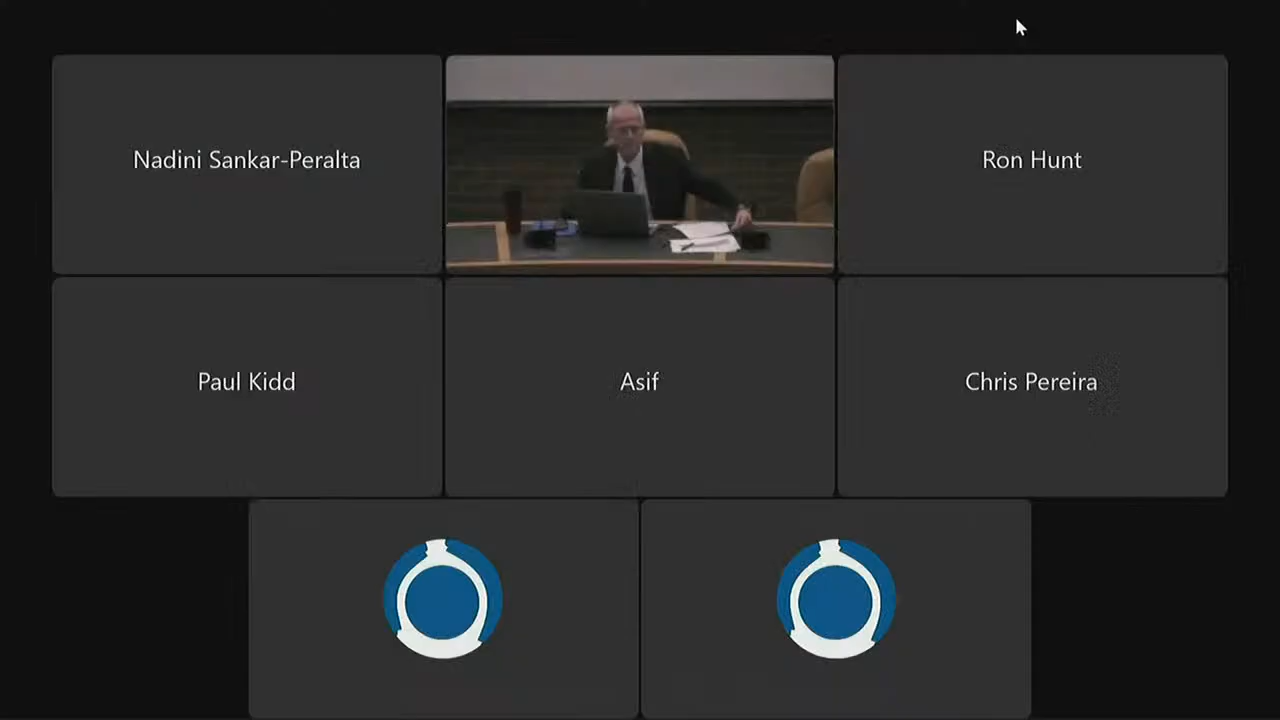 Nadini Sankar-Peralta
Ron Hunt
Paul Kidd
Asif
Chris Pereira